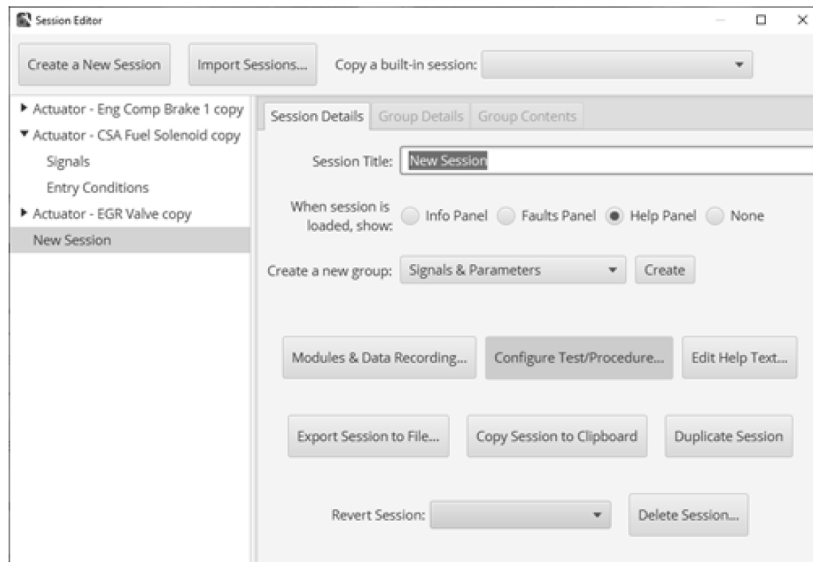 Session Editor
Create a New Session
Import Sessions...
Copy a built-in session:
Actuator - Eng Comp Brake 1 copy
Actuator - CSA Fuel Solenoid copy
Signals
Entry Conditions
Actuator - EGR Valve copy
New Session
Session Details
Group Details
Group Contents
Session Title:
New Session
When session is
loaded, show:
Info Panel
Faults Panel
Help Panel
None
Create a new group:
Signals & Parameters
Create
Modules & Data Recording...
Configure Test/Procedure...
Edit Help Text...
Export Session to File...
Copy Session to Clipboard
Duplicate Session
Revert Session:
Delete Session...